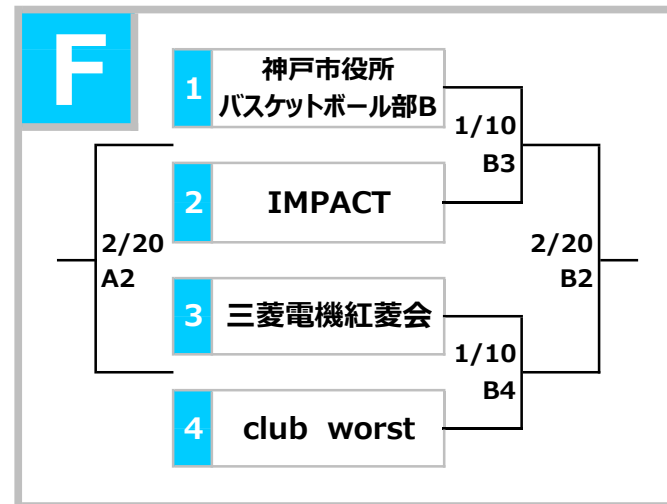 F
1
神戸市役所
バスケットボール部B
1/10
B3
2
IMPACT
2/20
A2
2/20
B2
3
三菱電機紅菱会
1/10
B4
4
club worst